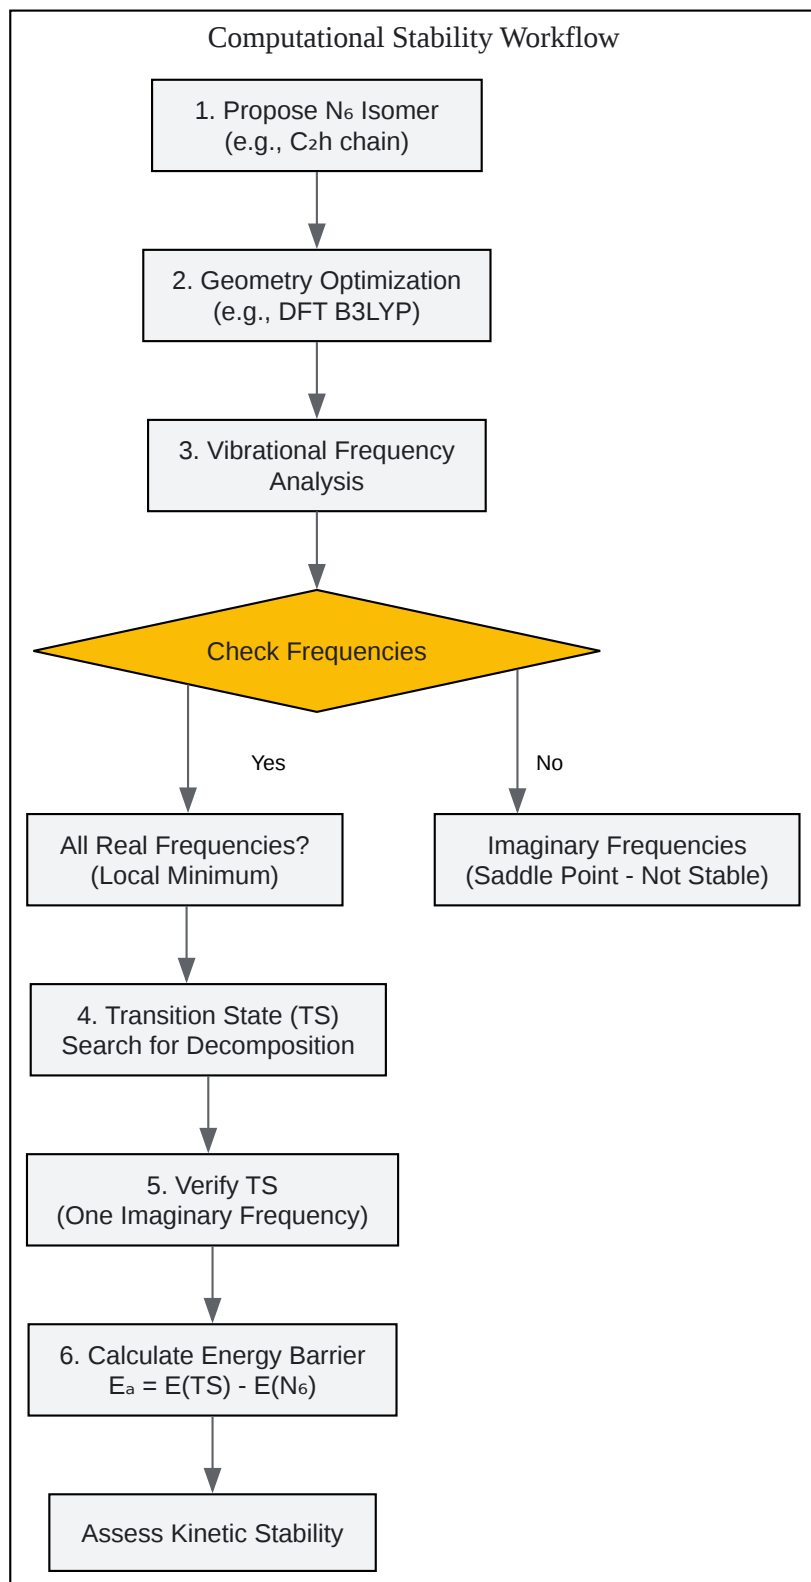 Computational Stability Workflow
1. Propose N₆ Isomer
(e.g., C₂h chain)
2. Geometry Optimization
(e.g., DFT B3LYP)
3. Vibrational Frequency
Analysis
Check Frequencies
Yes
No
All Real Frequencies?
(Local Minimum)
Imaginary Frequencies
(Saddle Point - Not Stable)
4. Transition State (TS)
Search for Decomposition
5. Verify TS
(One Imaginary Frequency)
6. Calculate Energy Barrier
Eₐ = E(TS) - E(N₆)
Assess Kinetic Stability